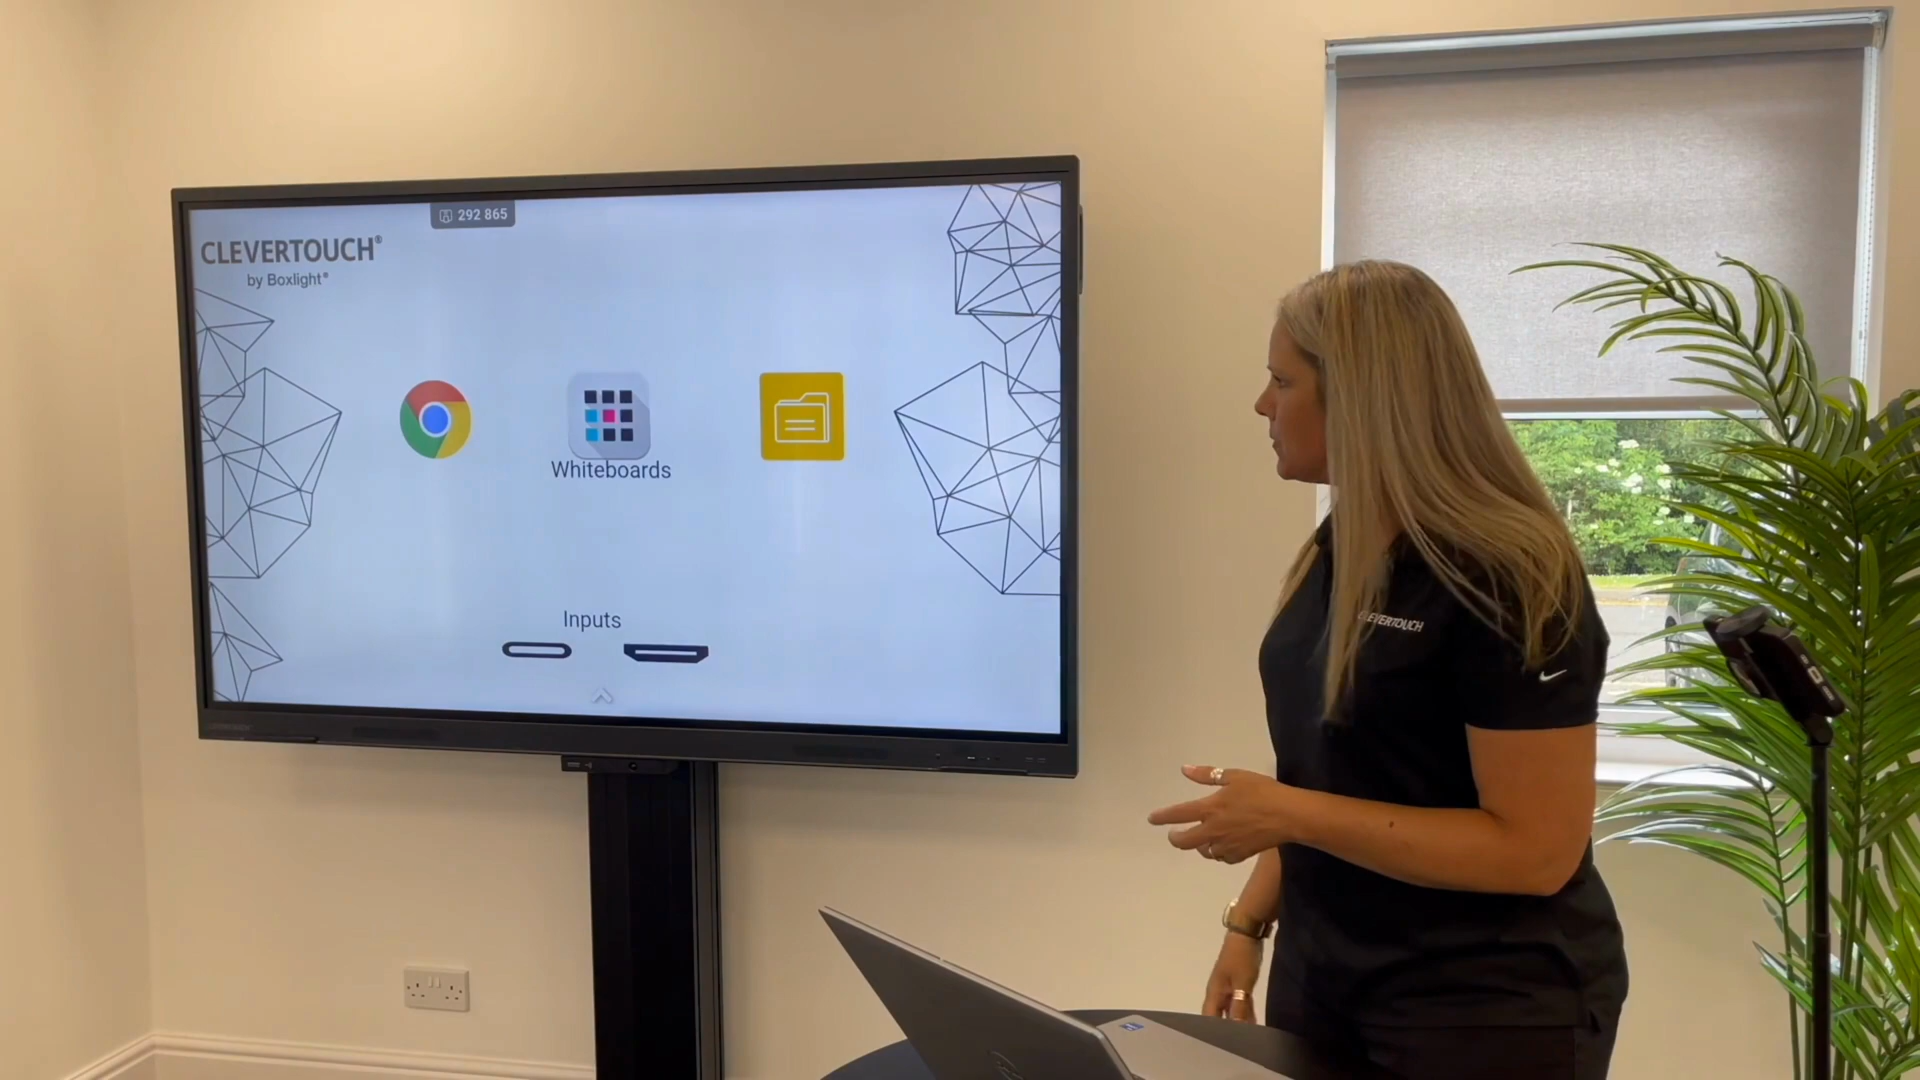 292 865
CLEVERTOUCH®
by Boxlight®
Whiteboards
Inputs
CLEVERTOUCH